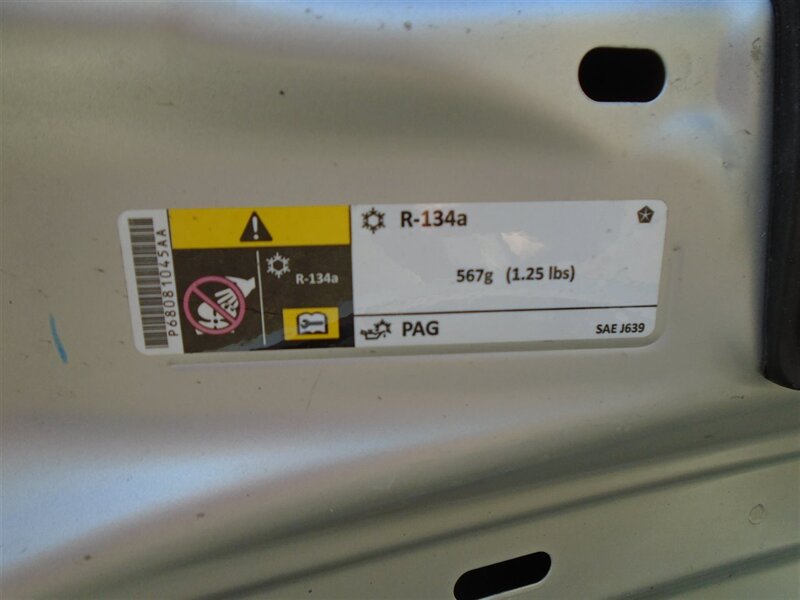 P68081045AA
R-134a
R-134a
567g (1.25 lbs)
PAG
SAE J639